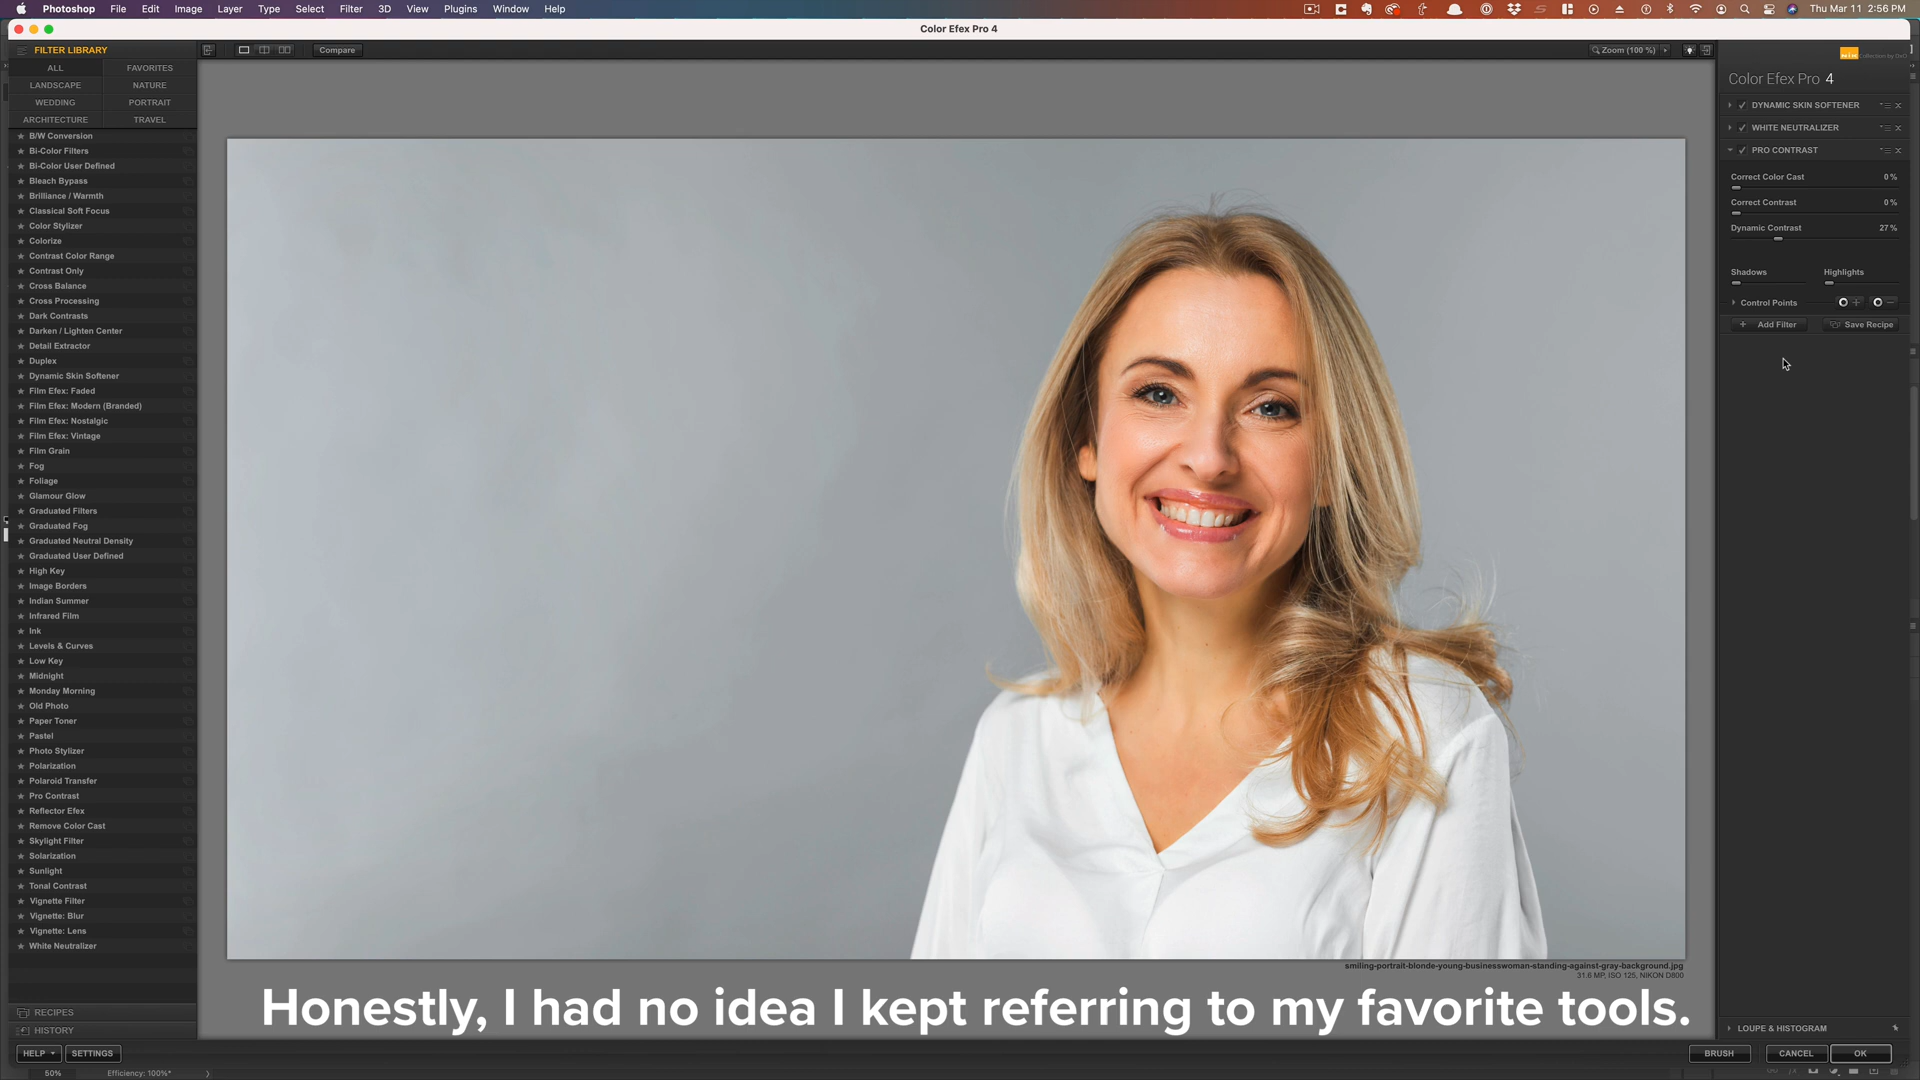 Photoshop File Edit Image Layer Type Select Filter 3D View Plugins Window Help
Thu Mar 11 2:56 PM
Color Efex Pro 4
FILTER LIBRARY
ALL FAVORITES
LANDSCAPE NATURE
WEDDING PORTRAIT
ARCHITECTURE TRAVEL
B/W Conversion
Bi-Color Filters
Bi-Color User Defined
Bleach Bypass
Brilliance / Warmth
Classical Soft Focus
Color Stylizer
Colorize
Contrast Color Range
Contrast Only
Cross Balance
Cross Processing
Dark Contrasts
Darken / Lighten Center
Detail Extractor
Duplex
Dynamic Skin Softener
Film Efex: Faded
Film Efex: Modern (Branded)
Film Efex: Nostalgic
Film Efex: Vintage
Film Grain
Fog
Foliage
Glamour Glow
Graduated Filters
Graduated Fog
Graduated Neutral Density
Graduated User Defined
High Key
Image Borders
Indian Summer
Infrared Film
Ink
Levels & Curves
Low Key
Midnight
Monday Morning
Old Photo
Paper Toner
Pastel
Photo Stylizer
Polarization
Polaroid Transfer
Pro Contrast
Reflector Efex
Remove Color Cast
Skylight Filter
Solarization
Sunlight
Tonal Contrast
Vignette Filter
Vignette: Blur
Vignette: Lens
White Neutralizer
RECIPES
HISTORY
HELP SETTINGS
50% Efficiency: 100%*
Compare
Zoom (100 %)
smiling-portrait-blonde-young-businesswoman-standing-against-gray-background.jpg
31.6 MP, ISO 125, NIKON D800
Honestly, I had no idea I kept referring to my favorite tools.
Collection by DxO
Color Efex Pro 4
DYNAMIC SKIN SOFTENER
WHITE NEUTRALIZER
PRO CONTRAST
Correct Color Cast 0 %
Correct Contrast 0 %
Dynamic Contrast 27 %
Shadows Highlights
Control Points
Add Filter Save Recipe
LOUPE & HISTOGRAM
BRUSH CANCEL OK